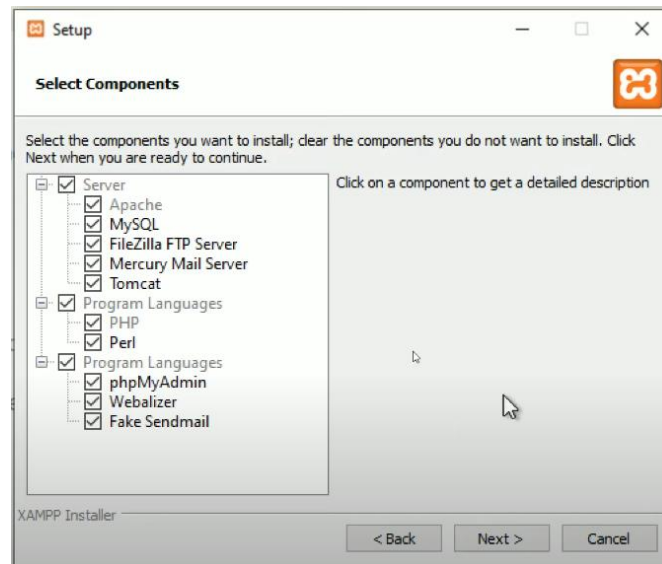 Setup
Select Components
Select the components you want to install; clear the components you do not want to install. Click
Next when you are ready to continue.
Server
Apache
MySQL
FileZilla FTP Server
Mercury Mail Server
Tomcat
Program Languages
PHP
Perl
Program Languages
phpMyAdmin
Webalizer
Fake Sendmail
Click on a component to get a detailed description
XAMPP Installer
< Back
Next >
Cancel